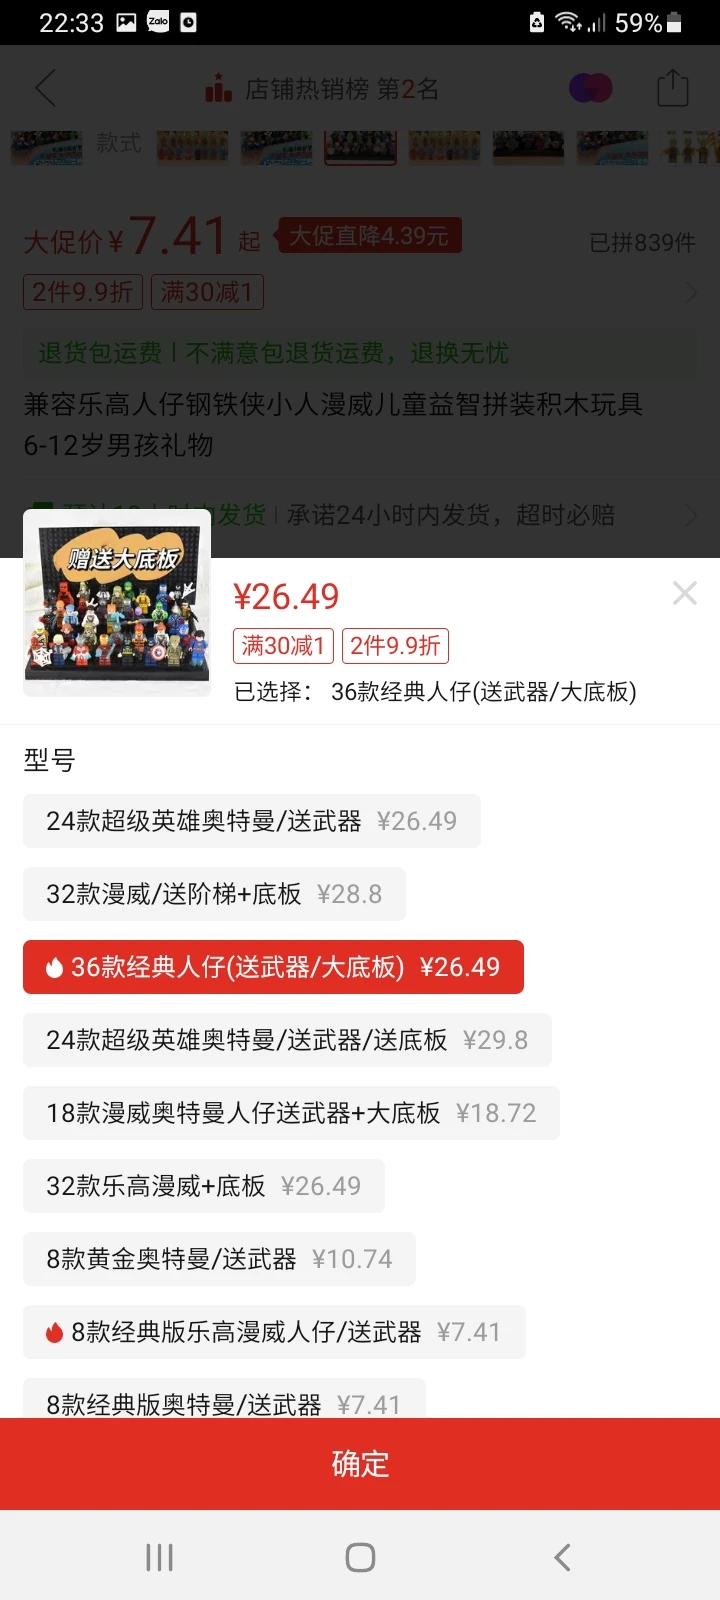 22:33 Zalo 59%
店铺热销榜 第2名
款式
大促价¥7.41起 大促直降4.39元 已拼839件
2件9.9折 满30减1
退货包运费 | 不满意包退货运费，退换无忧
兼容乐高人仔钢铁侠小人漫威儿童益智拼装积木玩具
6-12岁男孩礼物
内发货 | 承诺24小时内发货，超时必赔
赠送大底板
¥26.49
满30减1 2件9.9折
已选择： 36款经典人仔(送武器/大底板)
型号
24款超级英雄奥特曼/送武器 ¥26.49
32款漫威/送阶梯+底板 ¥28.8
36款经典人仔(送武器/大底板) ¥26.49
24款超级英雄奥特曼/送武器/送底板 ¥29.8
18款漫威奥特曼人仔送武器+大底板 ¥18.72
32款乐高漫威+底板 ¥26.49
8款黄金奥特曼/送武器 ¥10.74
8款经典版乐高漫威人仔/送武器 ¥7.41
8款经典版奥特曼/送武器 ¥7.41
确定